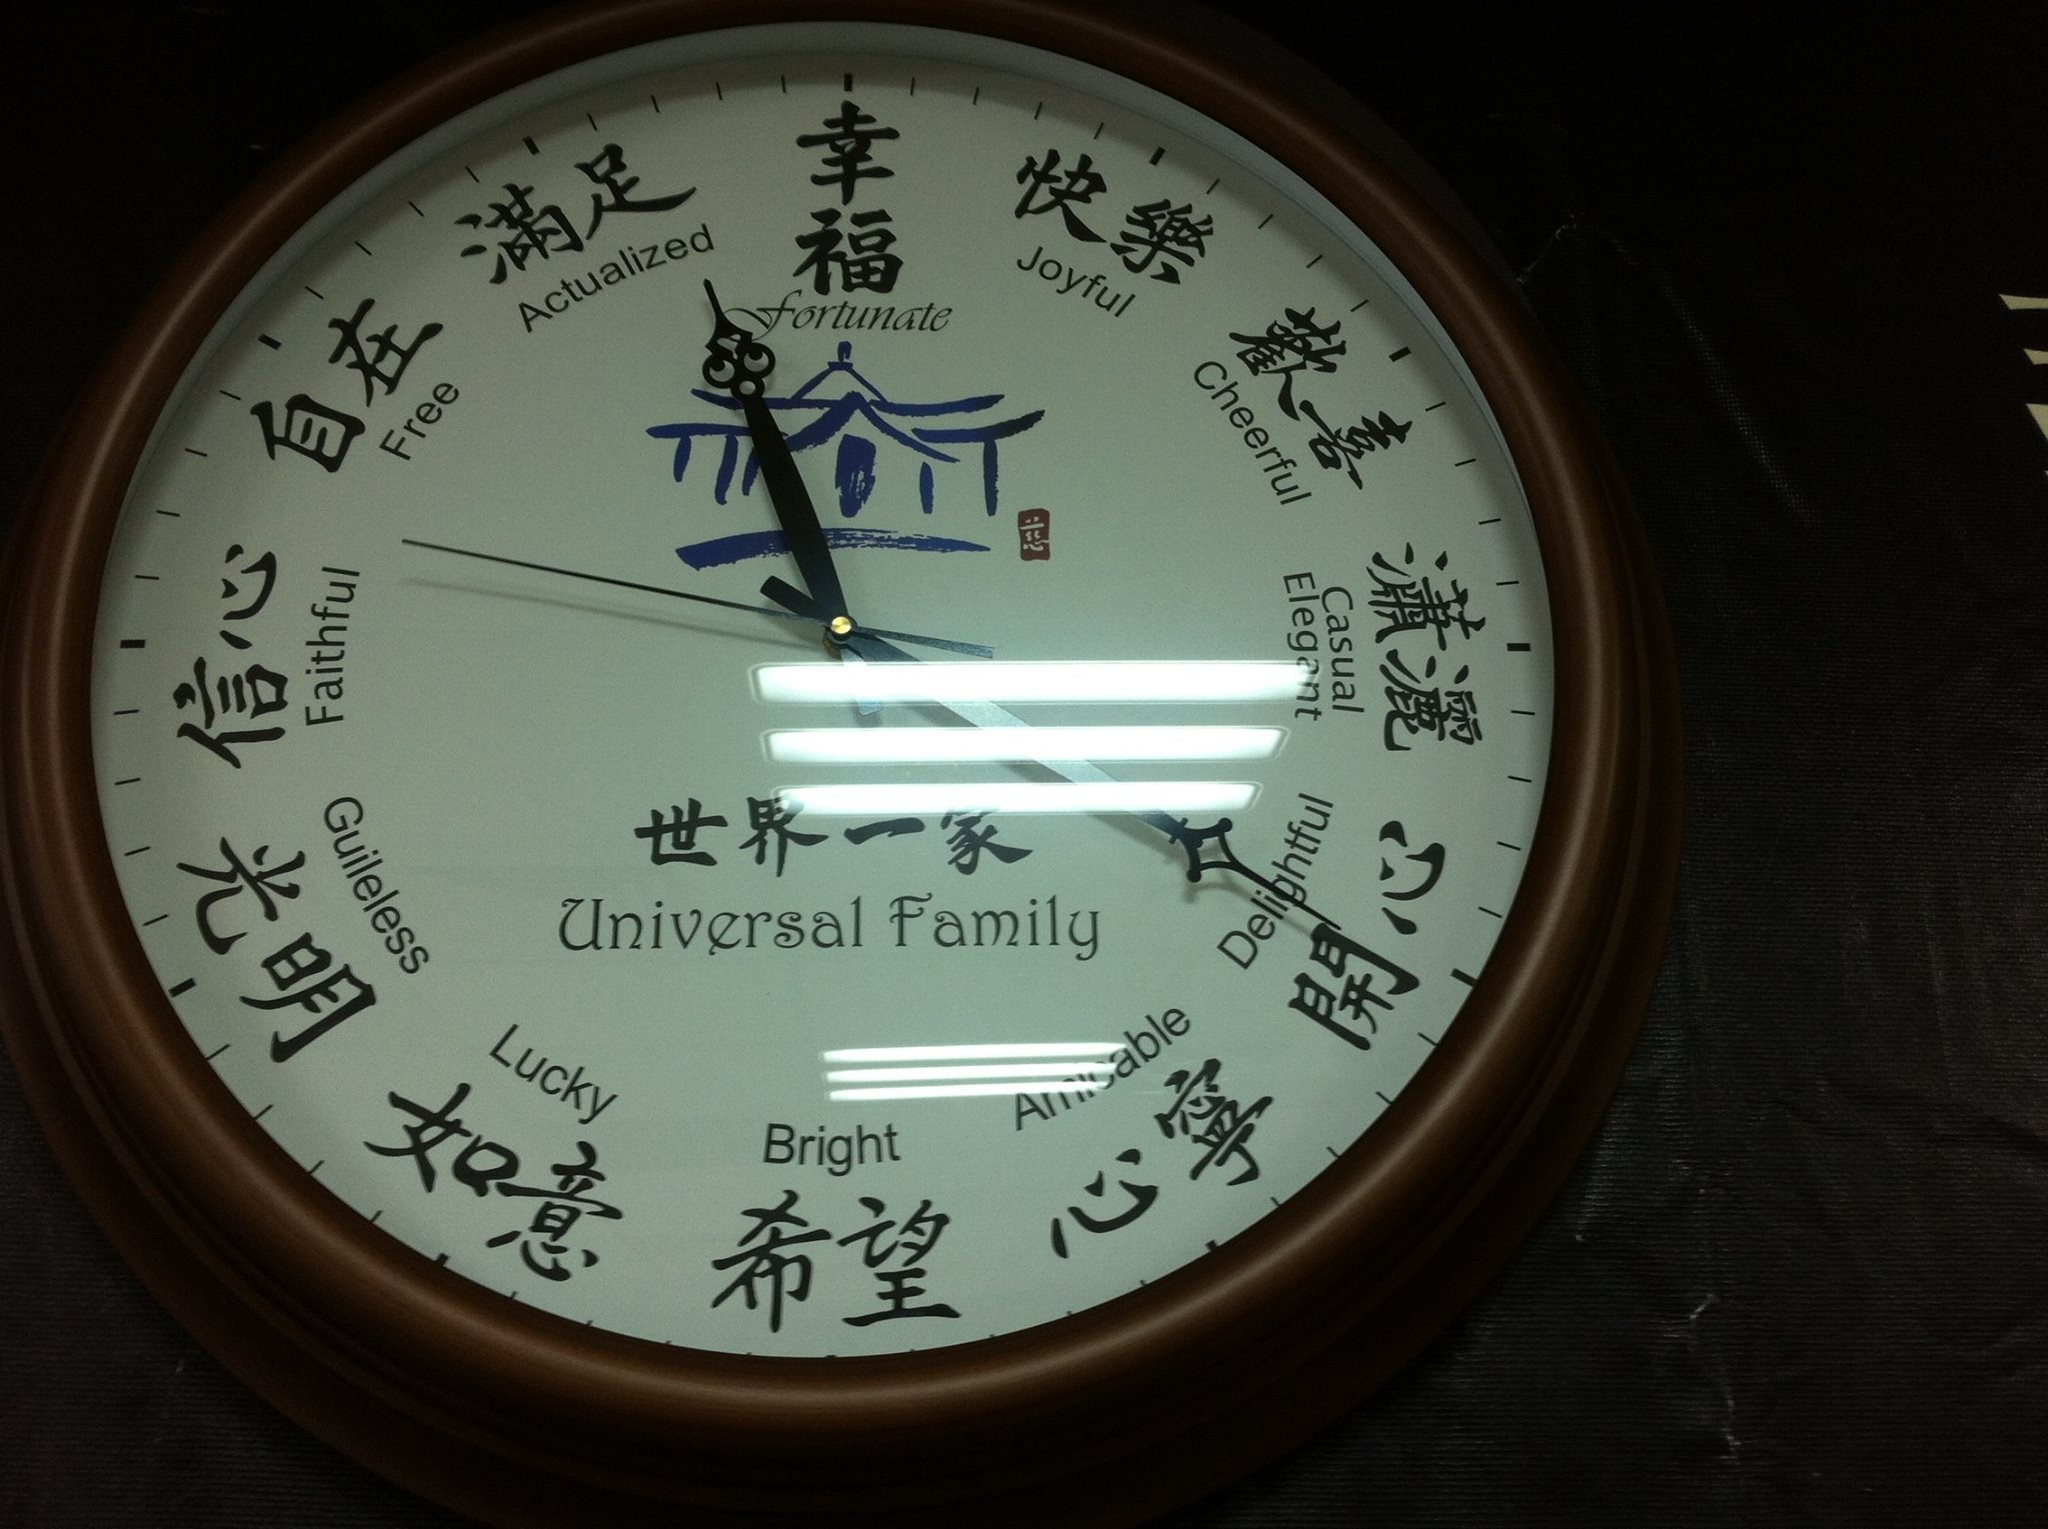 幸福
Fortunate
快樂
Joyful
歡喜
Cheerful
瀟灑
Casual
Elegant
開心
Delightful
心寧
Amicable
希望
Bright
如意
Lucky
光明
Guileless
信心
Faithful
自在
Free
滿足
Actualized
世界一家
Universal Family